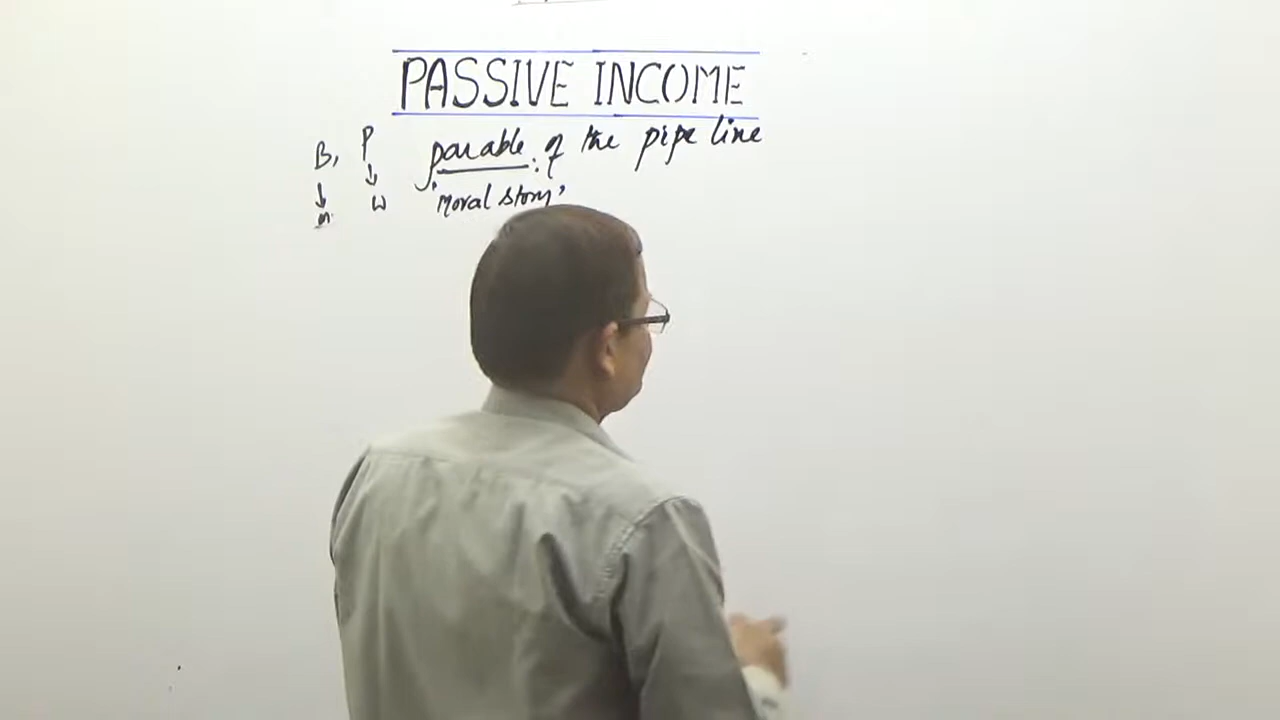 PASSIVE INCOME
B, P parable of the pipe line
↓ ↓ : 
m w 'Moral story'